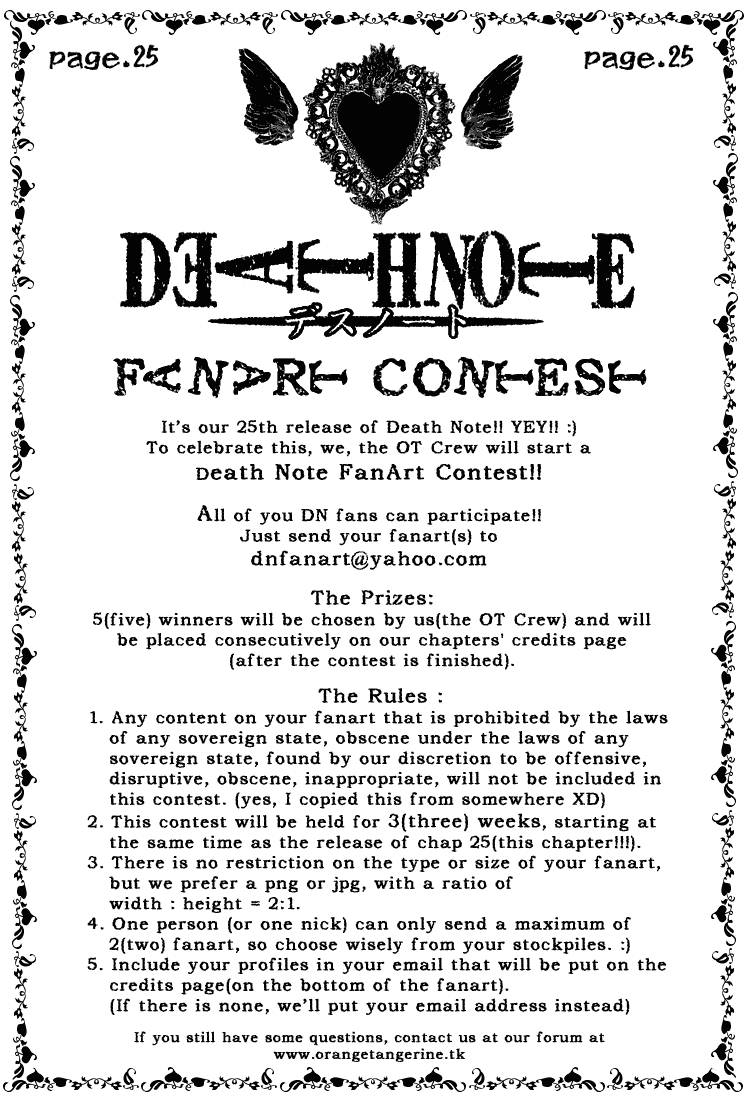 page.25 page.25
DEATH NOTE
デスノート
FANART CONTEST
It's our 25th release of Death Note!! YEY!! :)
To celebrate this, we, the OT Crew will start a
Death Note FanArt Contest!!
All of you DN fans can participate!!
Just send your fanart(s) to
dnfanart@yahoo.com
The Prizes:
5(five) winners will be chosen by us(the OT Crew) and will
be placed consecutively on our chapters' credits page
(after the contest is finished).
The Rules :
1. Any content on your fanart that is prohibited by the laws
of any sovereign state, obscene under the laws of any
sovereign state, found by our discretion to be offensive,
disruptive, obscene, inappropriate, will not be included in
this contest. (yes, I copied this from somewhere XD)
2. This contest will be held for 3(three) weeks, starting at
the same time as the release of chap 25(this chapter!!!).
3. There is no restriction on the type or size of your fanart,
but we prefer a png or jpg, with a ratio of
width : height = 2:1.
4. One person (or one nick) can only send a maximum of
2(two) fanart, so choose wisely from your stockpiles. :)
5. Include your profiles in your email that will be put on the
credits page(on the bottom of the fanart).
(If there is none, we'll put your email address instead)
If you still have some questions, contact us at our forum at
www.orangetangerine.tk